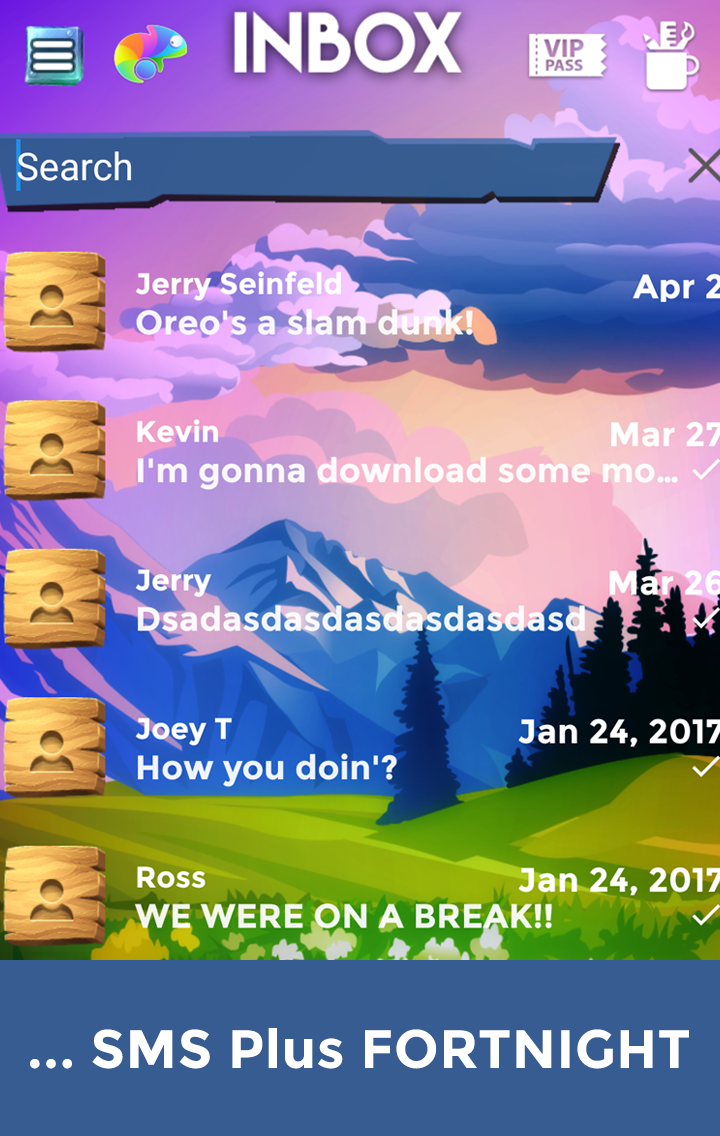 INBOX
VIP
PASS
Search
Jerry Seinfeld
Apr 2
Oreo's a slam dunk!
Kevin
Mar 27
I'm gonna download some mo...
Jerry
Mar 26
Dsadasdasdasdasdasdasd
Joey T
Jan 24, 2017
How you doin'?
Ross
Jan 24, 2017
WE WERE ON A BREAK!!
... SMS Plus FORTNIGHT